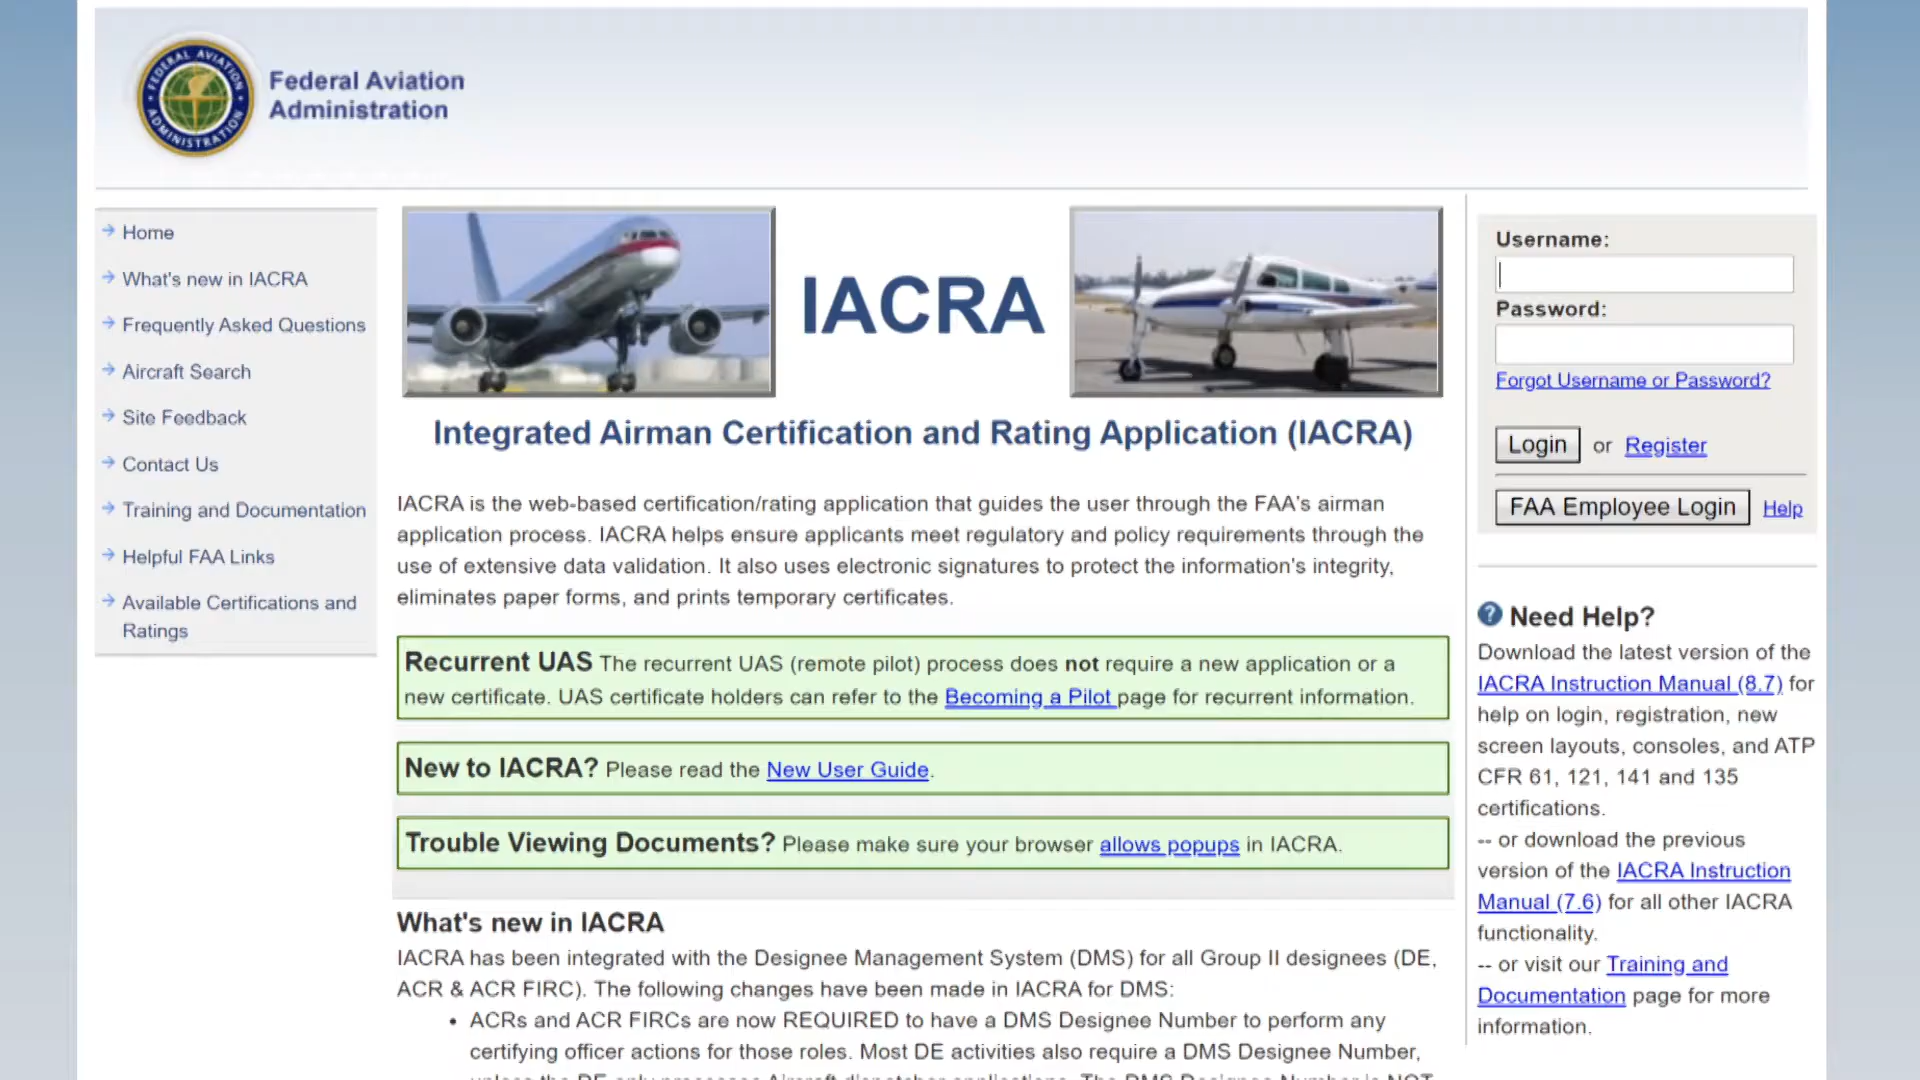 FEDERAL AVIATION
ADMINISTRATION
Federal Aviation
Administration
Home
What's new in IACRA
Frequently Asked Questions
Aircraft Search
Site Feedback
Contact Us
Training and Documentation
Helpful FAA Links
Available Certifications and
Ratings
IACRA
Integrated Airman Certification and Rating Application (IACRA)
IACRA is the web-based certification/rating application that guides the user through the FAA's airman
application process. IACRA helps ensure applicants meet regulatory and policy requirements through the
use of extensive data validation. It also uses electronic signatures to protect the information's integrity,
eliminates paper forms, and prints temporary certificates.
Recurrent UAS The recurrent UAS (remote pilot) process does not require a new application or a
new certificate. UAS certificate holders can refer to the Becoming a Pilot page for recurrent information.
New to IACRA? Please read the New User Guide.
Trouble Viewing Documents? Please make sure your browser allows popups in IACRA.
What's new in IACRA
IACRA has been integrated with the Designee Management System (DMS) for all Group II designees (DE,
ACR & ACR FIRC). The following changes have been made in IACRA for DMS:
• ACRs and ACR FIRCs are now REQUIRED to have a DMS Designee Number to perform any
certifying officer actions for those roles. Most DE activities also require a DMS Designee Number,
Username:
Password:
Forgot Username or Password?
Login or Register
FAA Employee Login Help
Need Help?
Download the latest version of the
IACRA Instruction Manual (8.7) for
help on login, registration, new
screen layouts, consoles, and ATP
CFR 61, 121, 141 and 135
certifications.
-- or download the previous
version of the IACRA Instruction
Manual (7.6) for all other IACRA
functionality.
-- or visit our Training and
Documentation page for more
information.